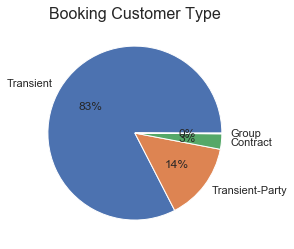 Booking Customer Type
Transient
83%
0%
Group
3%
Contract
14%
Transient-Party